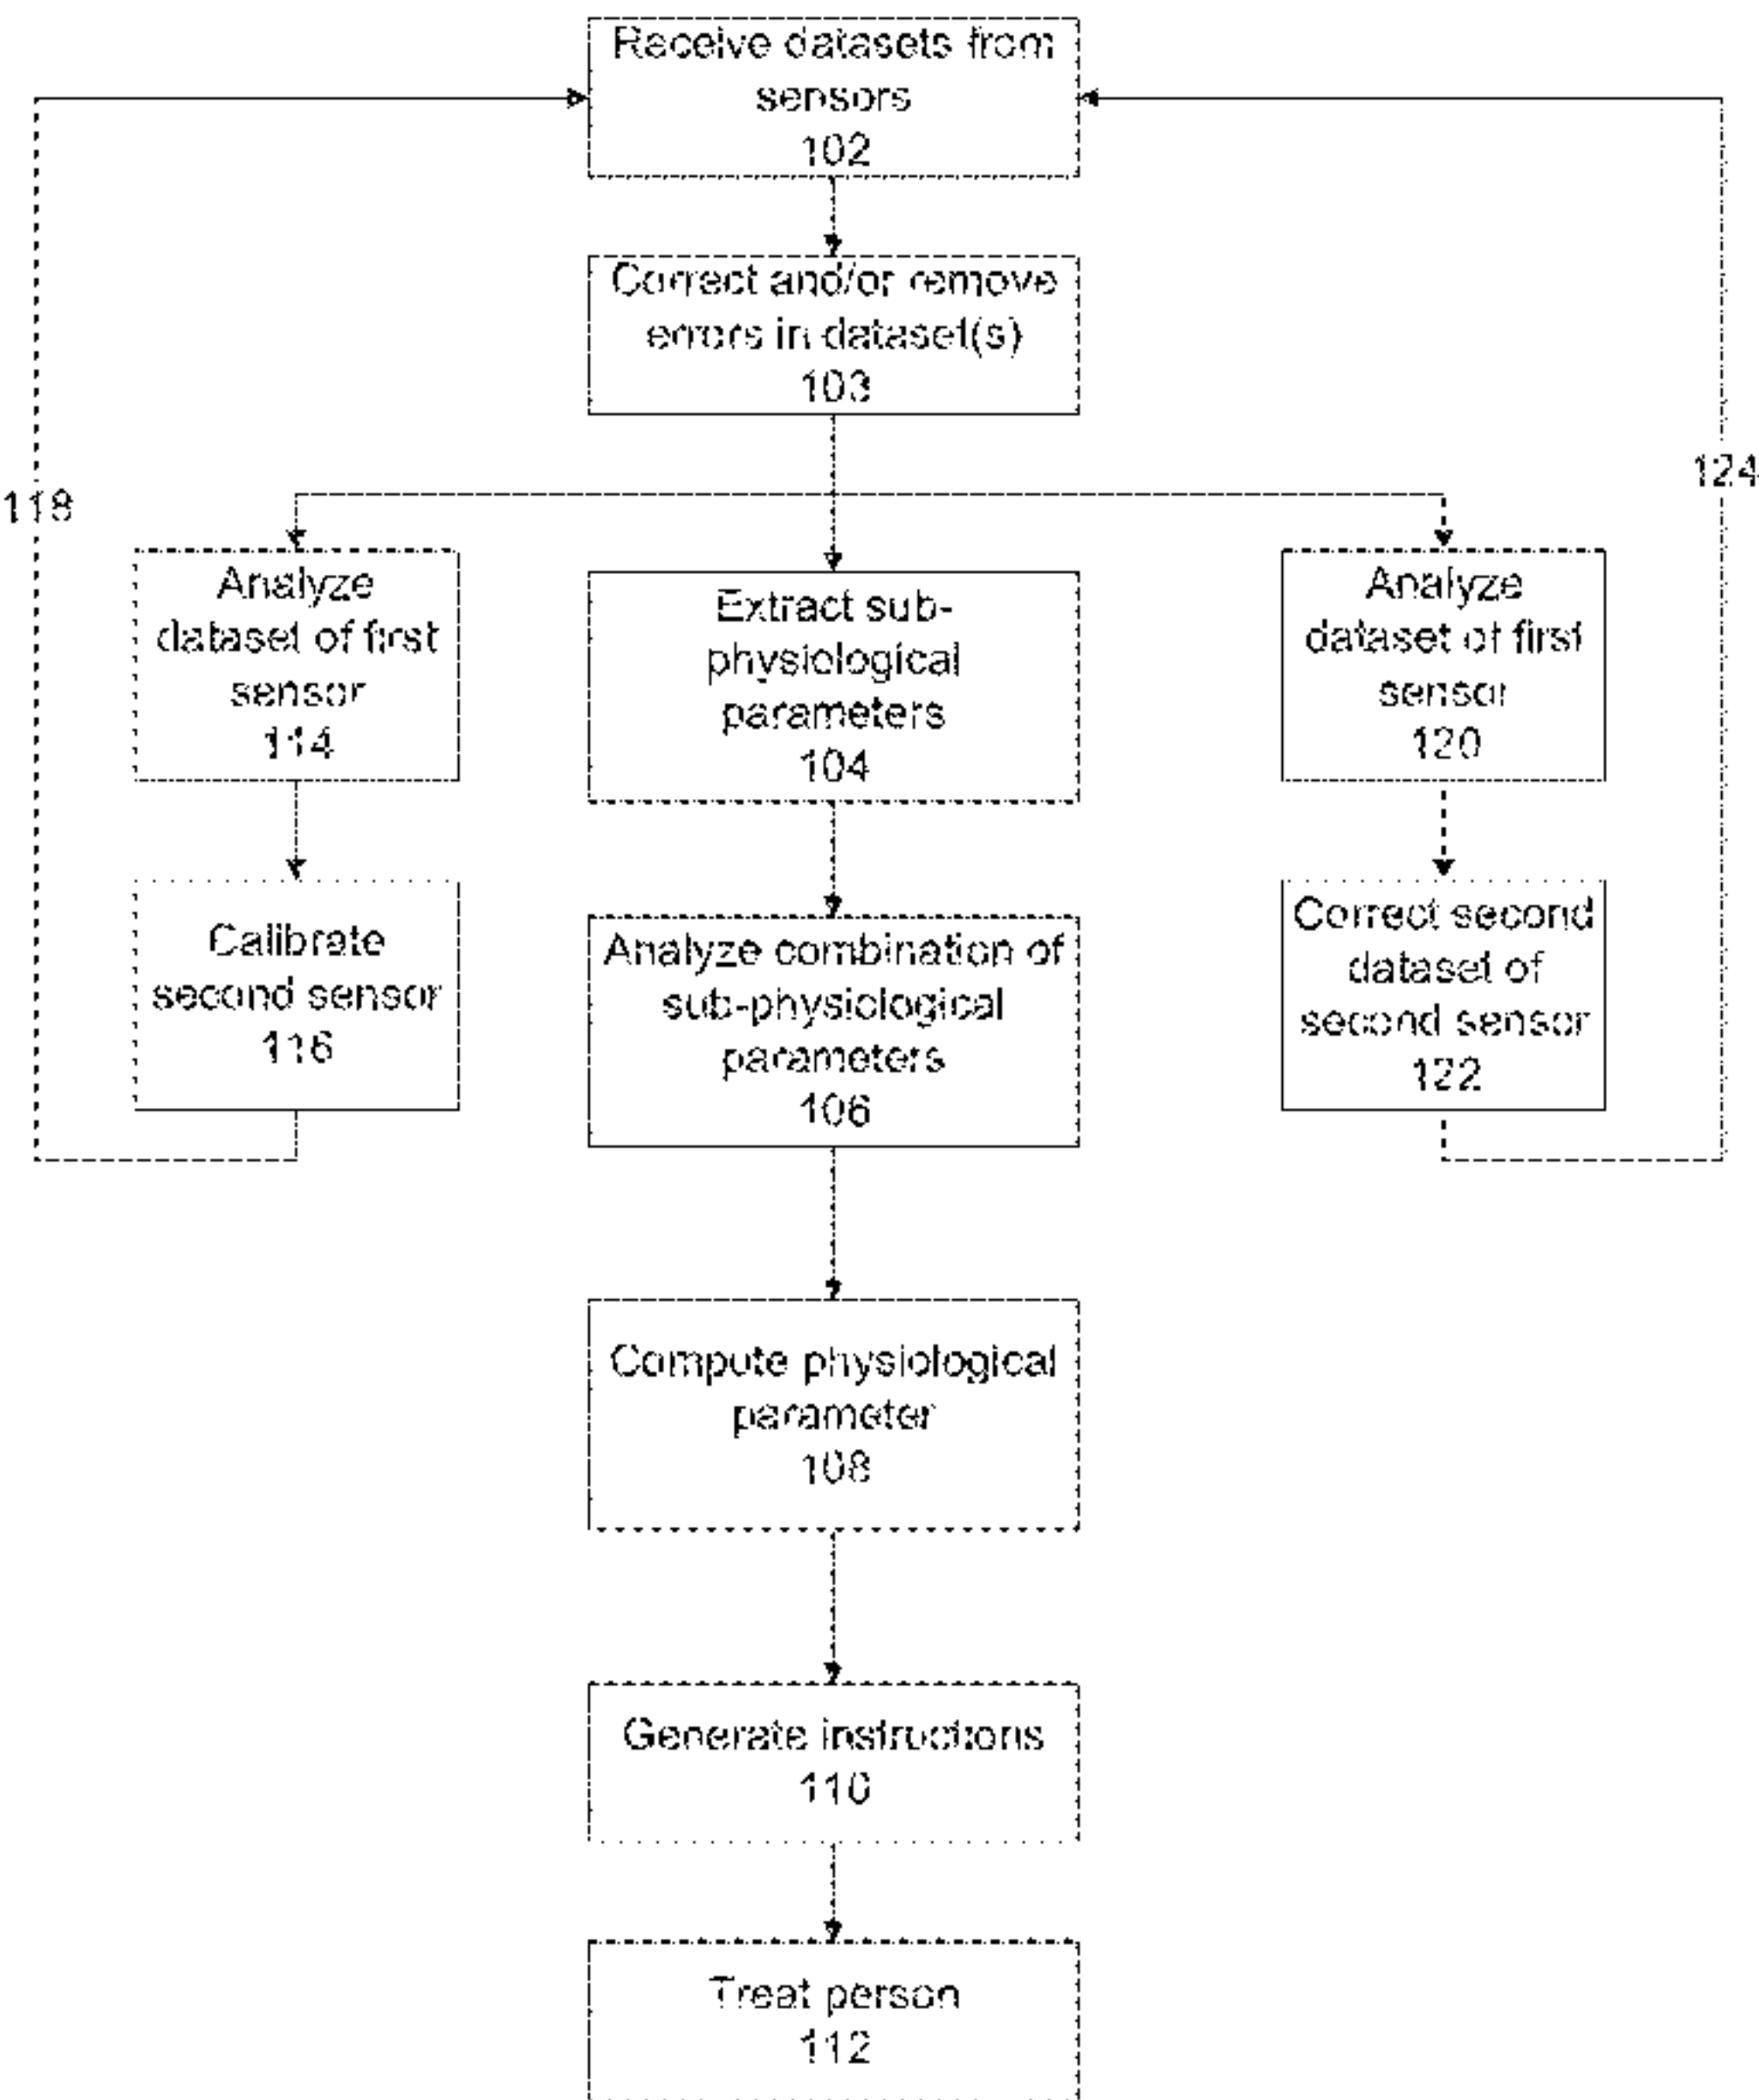 Receive datasets from
sensors
102
Correct and/or remove
errors in dataset(s)
103
118
124
Analyze
dataset of first
sensor
114
Extract sub-
physiological
parameters
104
Analyze
dataset of first
sensor
120
Calibrate
second sensor
116
Analyze combination of
sub-physiological
parameters
106
Correct second
dataset of
second sensor
122
Compute physiological
parameter
108
Generate instructions
110
Treat person
112